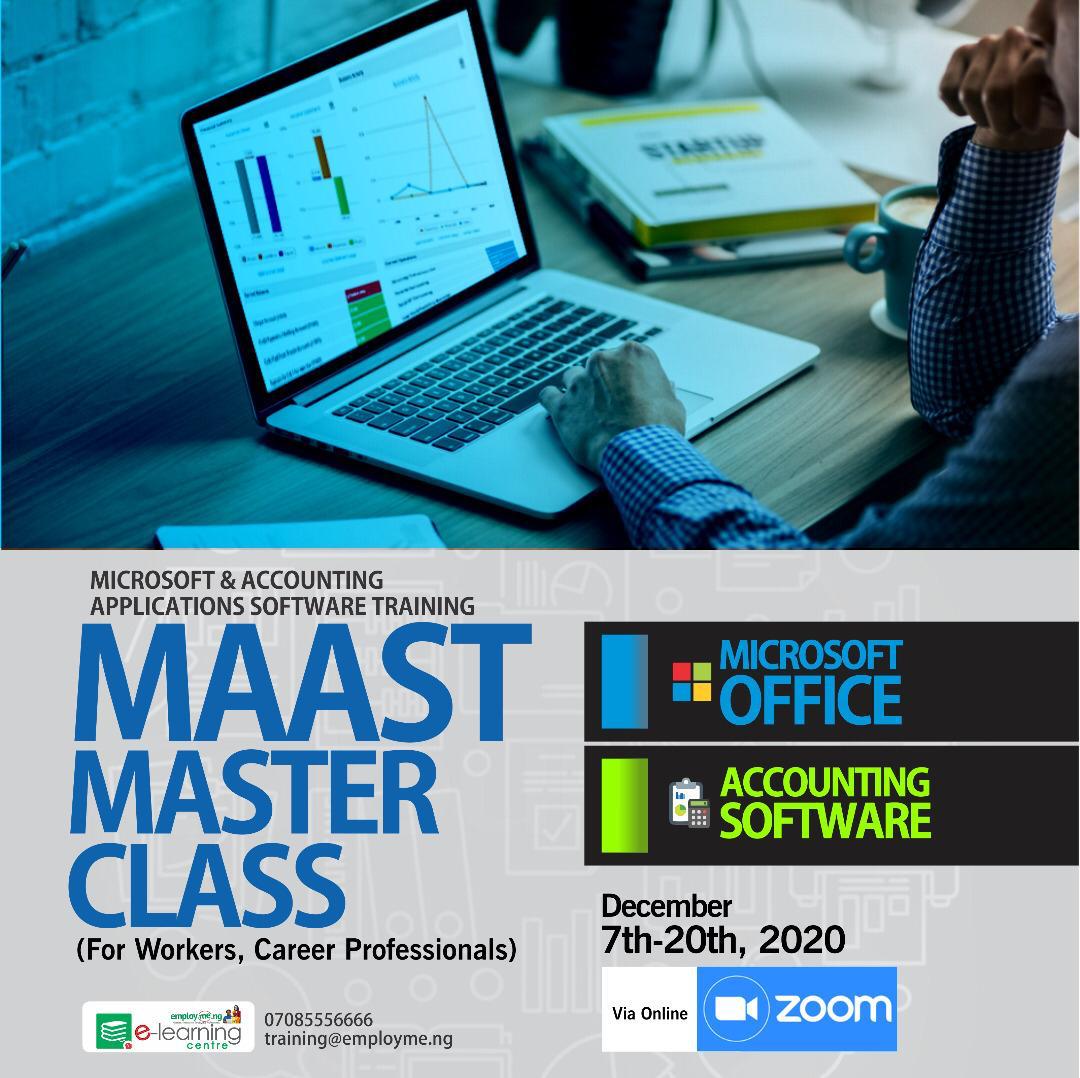 STARTUP
MICROSOFT & ACCOUNTING
APPLICATIONS SOFTWARE TRAINING
MAAST
MASTER
CLASS
(For Workers, Career Professionals)
MICROSOFT
OFFICE
ACCOUNTING
SOFTWARE
December
7th-20th, 2020
Via Online
zoom
employme.ng
e-learning
centre
07085556666
training@employme.ng